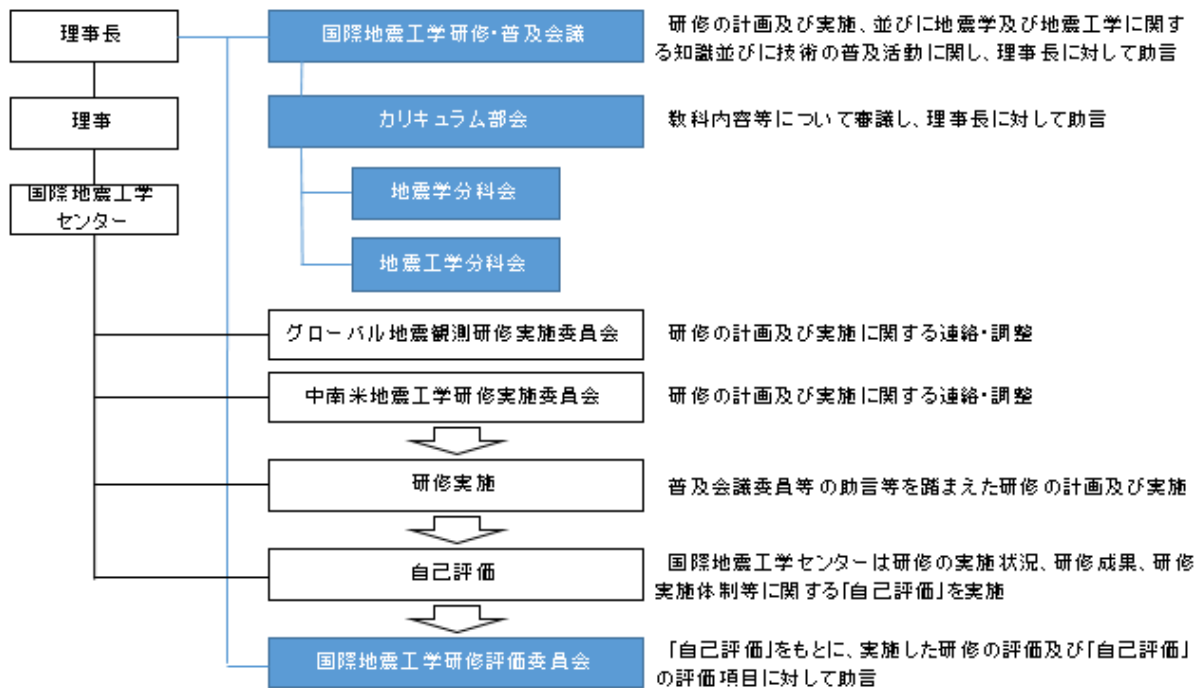 理事長
国際地震工学研修・普及会議
研修の計画及び実施、並びに地震学及び地震工学に関す
る知識並びに技術の普及活動に関し、理事長に対して助言
理事
カリキュラム部会
教科内容等について審議し、理事長に対して助言
国際地震工学
センター
地震学分科会
地震工学分科会
グローバル地震観測研修実施委員会
研修の計画及び実施に関する連絡・調整
中南米地震工学研修実施委員会
研修の計画及び実施に関する連絡・調整
研修実施
普及会議委員等の助言等を踏まえた研修の計画及び実施
自己評価
国際地震工学センターは研修の実施状況、研修成果、研修
実施体制等に関する「自己評価」を実施
国際地震工学研修評価委員会
「自己評価」をもとに、実施した研修の評価及び「自己評価」
の評価項目に対して助言